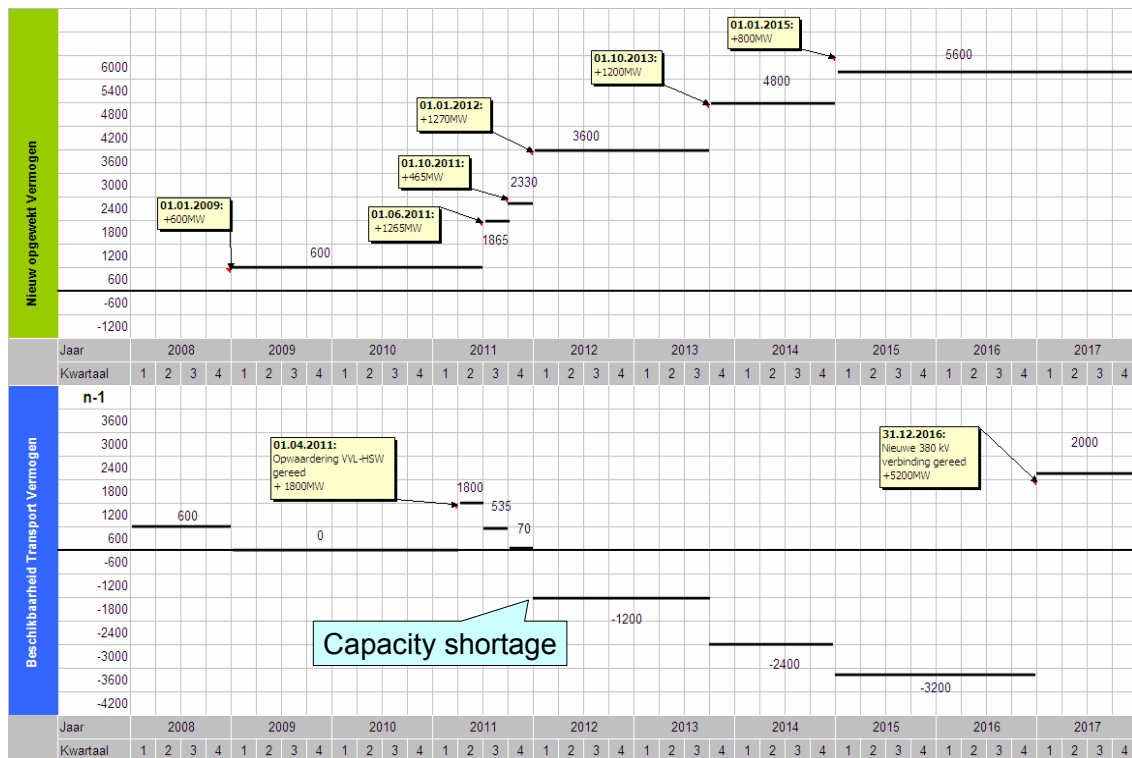 Nieuw opgewekt Vermogen
6000
5400
4800
4200
3600
3000
2400
1800
1200
600
-600
-1200
01.01.2009:
+600MW
600
01.06.2011:
+1265MW
1865
01.10.2011:
+465MW
2330
01.01.2012:
+1270MW
3600
01.10.2013:
+1200MW
4800
01.01.2015:
+800MW
5600
Jaar 2008 2009 2010 2011 2012 2013 2014 2015 2016 2017
Kwartaal 1 2 3 4 1 2 3 4 1 2 3 4 1 2 3 4 1 2 3 4 1 2 3 4 1 2 3 4 1 2 3 4 1 2 3 4 1 2 3 4
Beschikbaarheid Transport Vermogen
n-1
3600
3000
2400
1800
1200
600
-600
-1200
-1800
-2400
-3000
-3600
-4200
600
0
01.04.2011:
Opwaardering VVL-HSW
gereed
+ 1800MW
1800
535
70
Capacity shortage
-1200
-2400
-3200
31.12.2016:
Nieuwe 380 kV
verbinding gereed
+5200MW
2000
Jaar 2008 2009 2010 2011 2012 2013 2014 2015 2016 2017
Kwartaal 1 2 3 4 1 2 3 4 1 2 3 4 1 2 3 4 1 2 3 4 1 2 3 4 1 2 3 4 1 2 3 4 1 2 3 4 1 2 3 4